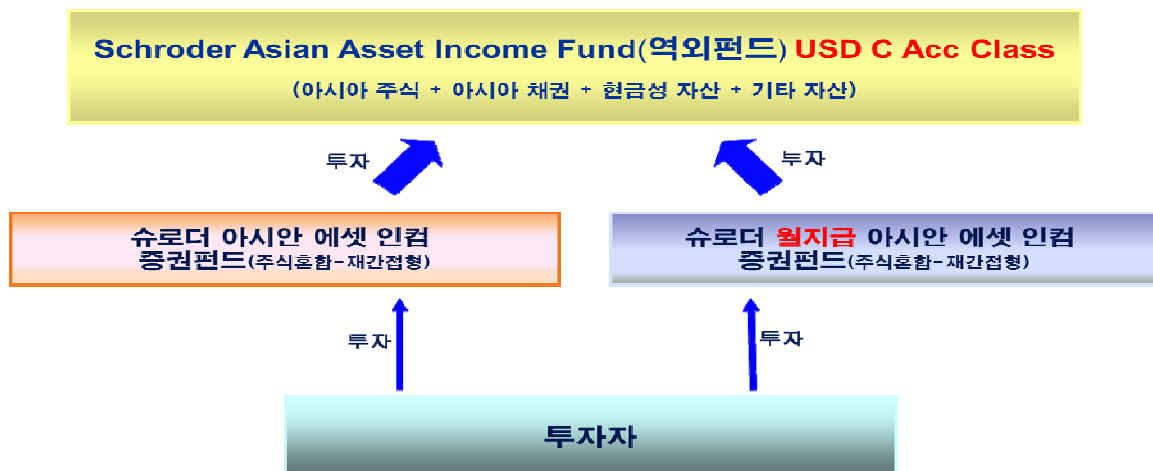 Schroder Asian Asset Income Fund(역외펀드) USD C Acc Class
(아시아 주식 + 아시아 채권 + 현금성 자산 + 기타 자산)
투자
투자
슈로더 아시안 에셋 인컴
증권펀드(주식혼합-재간접형)
슈로더 월지급 아시안 에셋 인컴
증권펀드(주식혼합-재간접형)
투자
투자
투자자